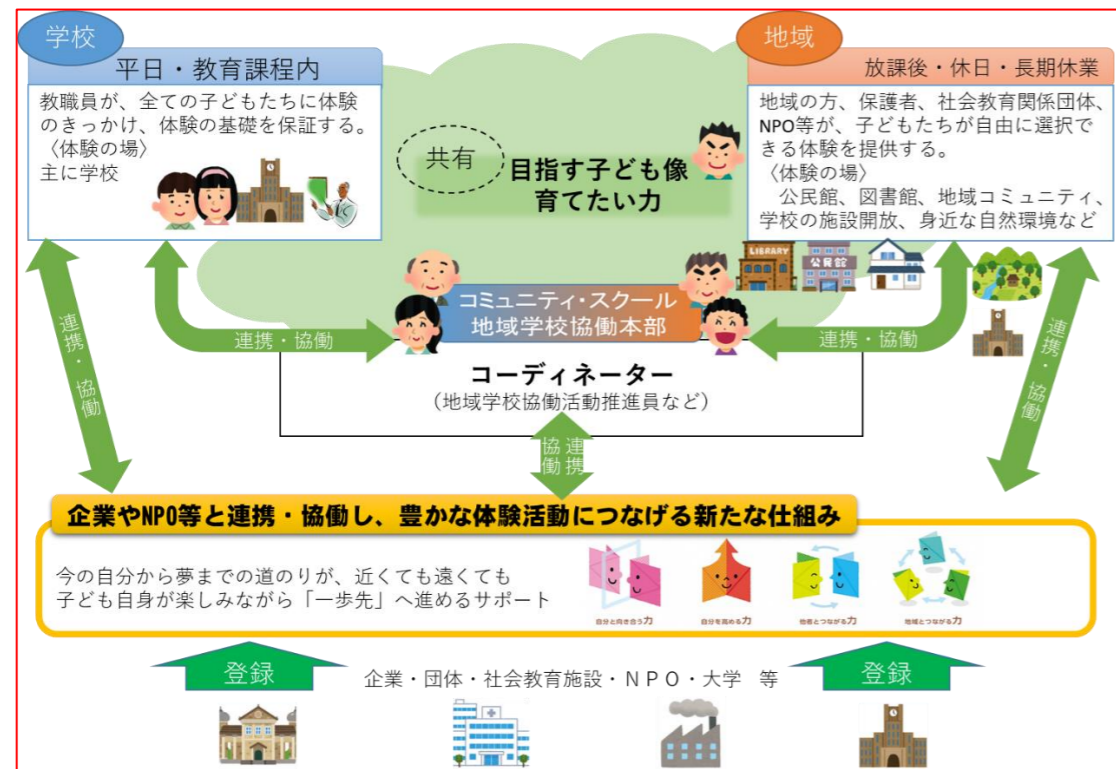 学校
平日・教育課程内
教職員が、全ての子どもたちに体験
のきっかけ、体験の基礎を保証する。
〈体験の場〉
主に学校
共有
目指す子ども像
育てたい力
地域
放課後・休日・長期休業
地域の方、保護者、社会教育関係団体、
NPO等が、子どもたちが自由に選択で
きる体験を提供する。
〈体験の場〉
公民館、図書館、地域コミュニティ、
学校の施設開放、身近な自然環境など
LIBRARY
公民館
コミュニティ・スクール
地域学校協働本部
連携・協働
連携・協働
連携・協働
連携・協働
コーディネーター
（地域学校協働活動推進員など）
連携
協働
企業やNPO等と連携・協働し、豊かな体験活動につなげる新たな仕組み
今の自分から夢までの道のりが、近くても遠くても
子ども自身が楽しみながら「一歩先」へ進めるサポート
自分と向き合う力
自分を高める力
他者とつながる力
地域とつながる力
登録
企業・団体・社会教育施設・ＮＰＯ・大学　等
登録